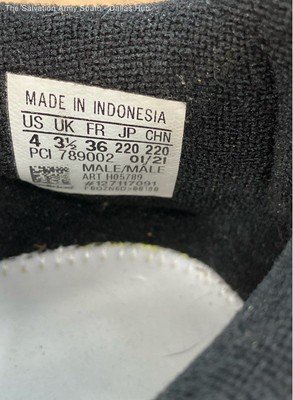 The Salvation Army South - Dallas Hub
MADE IN INDONESIA
US UK FR JP CHN
4 3½ 36 220 220
PCI 789002 01/21
MALE/MALE
ART H05789
#127117091